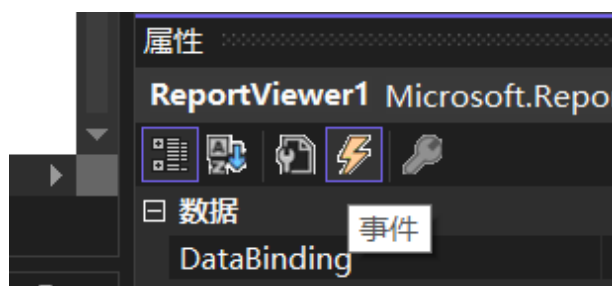 属性
ReportViewer1 Microsoft.Repo
数据
事件
DataBinding